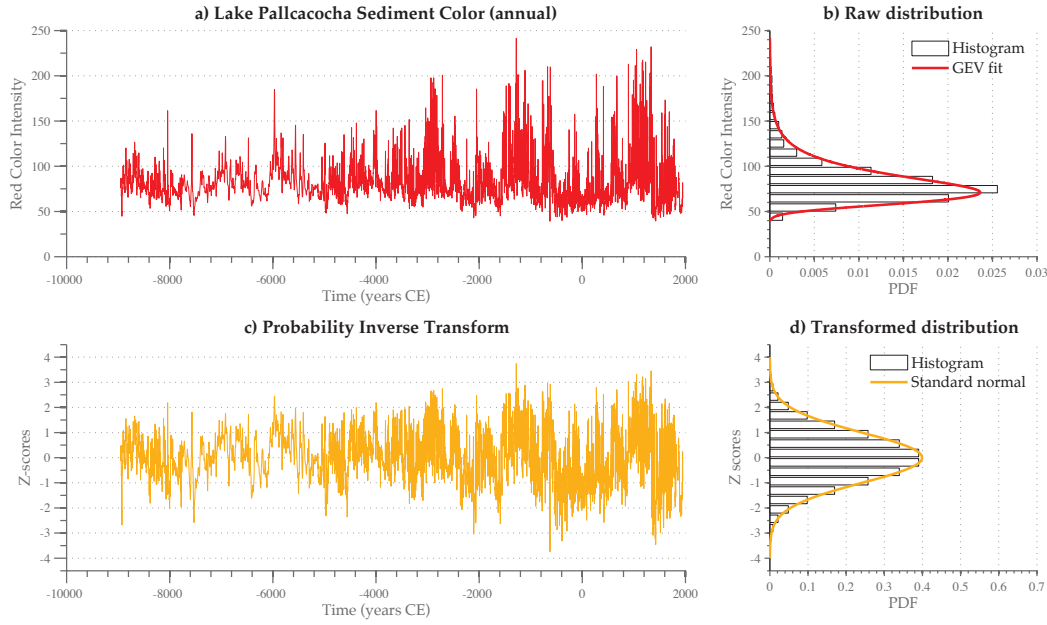 a) Lake Pallcacocha Sediment Color (annual)
Red Color Intensity
250
200
150
100
50
0
-10000 -8000 -6000 -4000 -2000 0 2000
Time (years CE)
b) Raw distribution
Histogram
GEV fit
Red Color Intensity
250
200
150
100
50
0
0 0.005 0.01 0.015 0.02 0.025 0.03
PDF
c) Probability Inverse Transform
Z-scores
4
3
2
1
0
-1
-2
-3
-4
-10000 -8000 -6000 -4000 -2000 0 2000
Time (years CE)
d) Transformed distribution
Histogram
Standard normal
Z scores
4
3
2
1
0
-1
-2
-3
-4
0 0.1 0.2 0.3 0.4 0.5 0.6 0.7
PDF